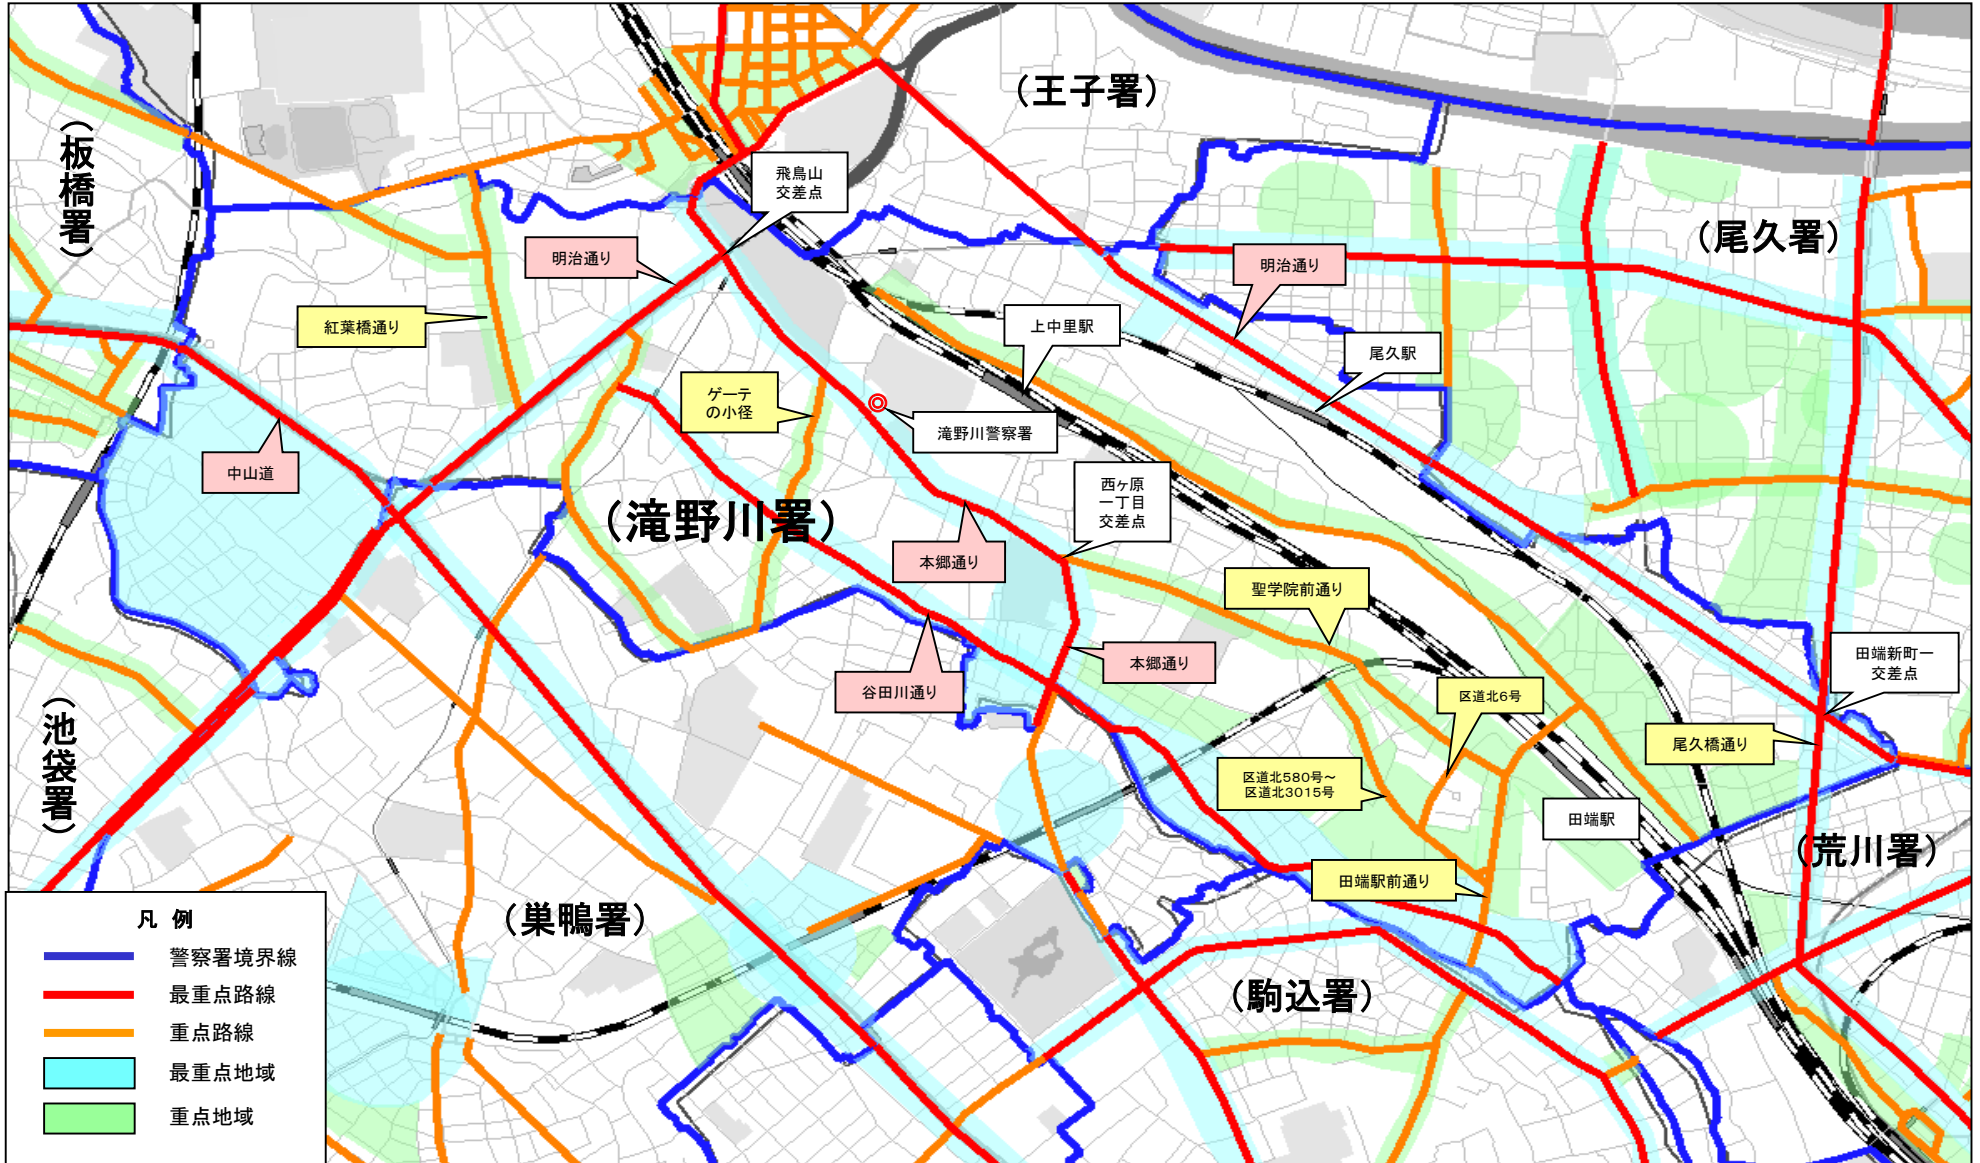 (王子署)
(板橋署)
飛鳥山
交差点
(尾久署)
明治通り
明治通り
紅葉橋通り
上中里駅
尾久駅
ゲーテ
の小径
滝野川警察署
中山道
西ヶ原
一丁目
交差点
(滝野川署)
本郷通り
聖学院前通り
本郷通り
谷田川通り
田端新町一
交差点
区道北6号
尾久橋通り
(池袋署)
区道北580号～
区道北3015号
田端駅
(荒川署)
田端駅前通り
(巣鴨署)
(駒込署)
凡 例
警察署境界線
最重点路線
重点路線
最重点地域
重点地域